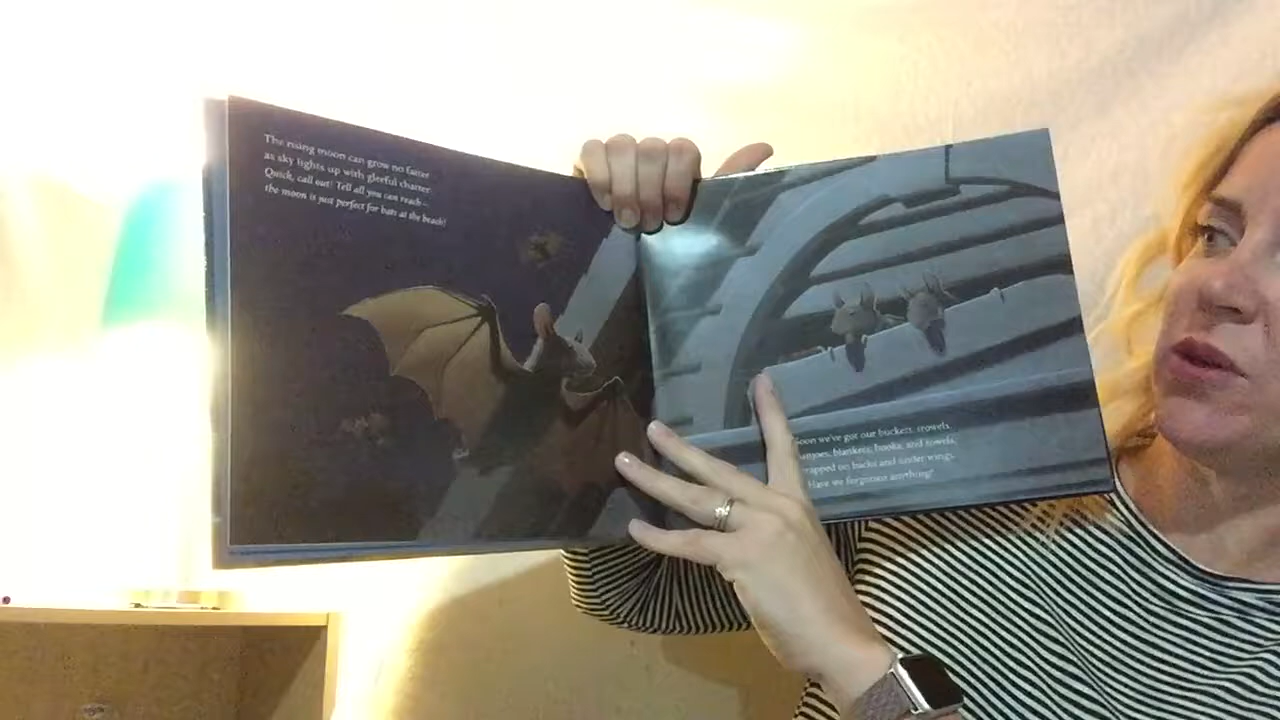 The rising moon can grow no fatter
as sky lights up with gleeful chatter:
Quick, call out! Tell all you can reach—
the moon is just perfect for bats at the beach!
Soon we've got our buckets, trowels,
blankets, books, and towels,
on backs and under wings.
Have we forgotten anything?